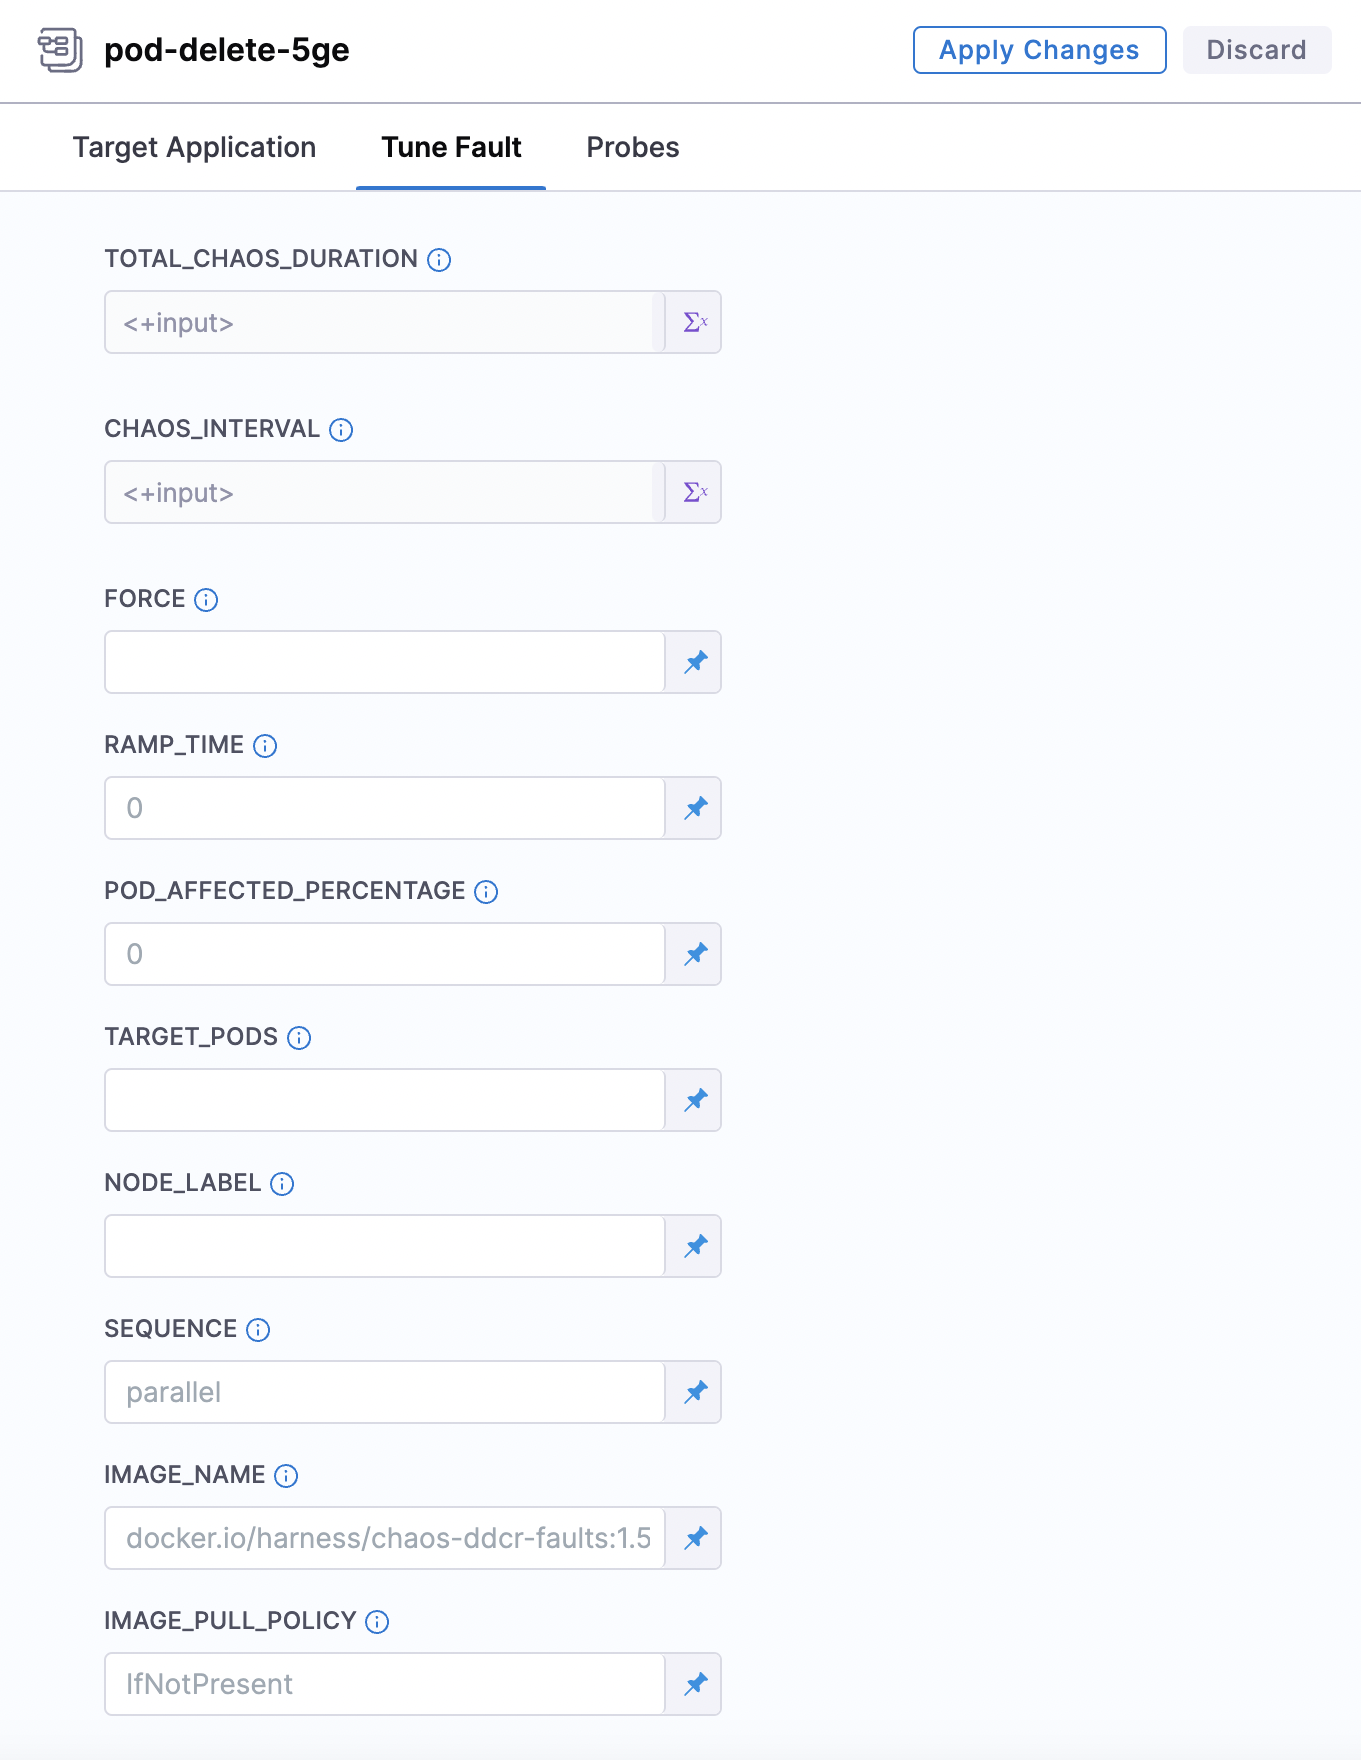 pod-delete-5ge
Apply Changes
Discard
Target Application
Tune Fault
Probes
TOTAL_CHAOS_DURATION
<+input>
CHAOS_INTERVAL
<+input>
FORCE
RAMP_TIME
0
POD_AFFECTED_PERCENTAGE
0
TARGET_PODS
NODE_LABEL
SEQUENCE
parallel
IMAGE_NAME
docker.io/harness/chaos-ddcr-faults:1.5
IMAGE_PULL_POLICY
IfNotPresent